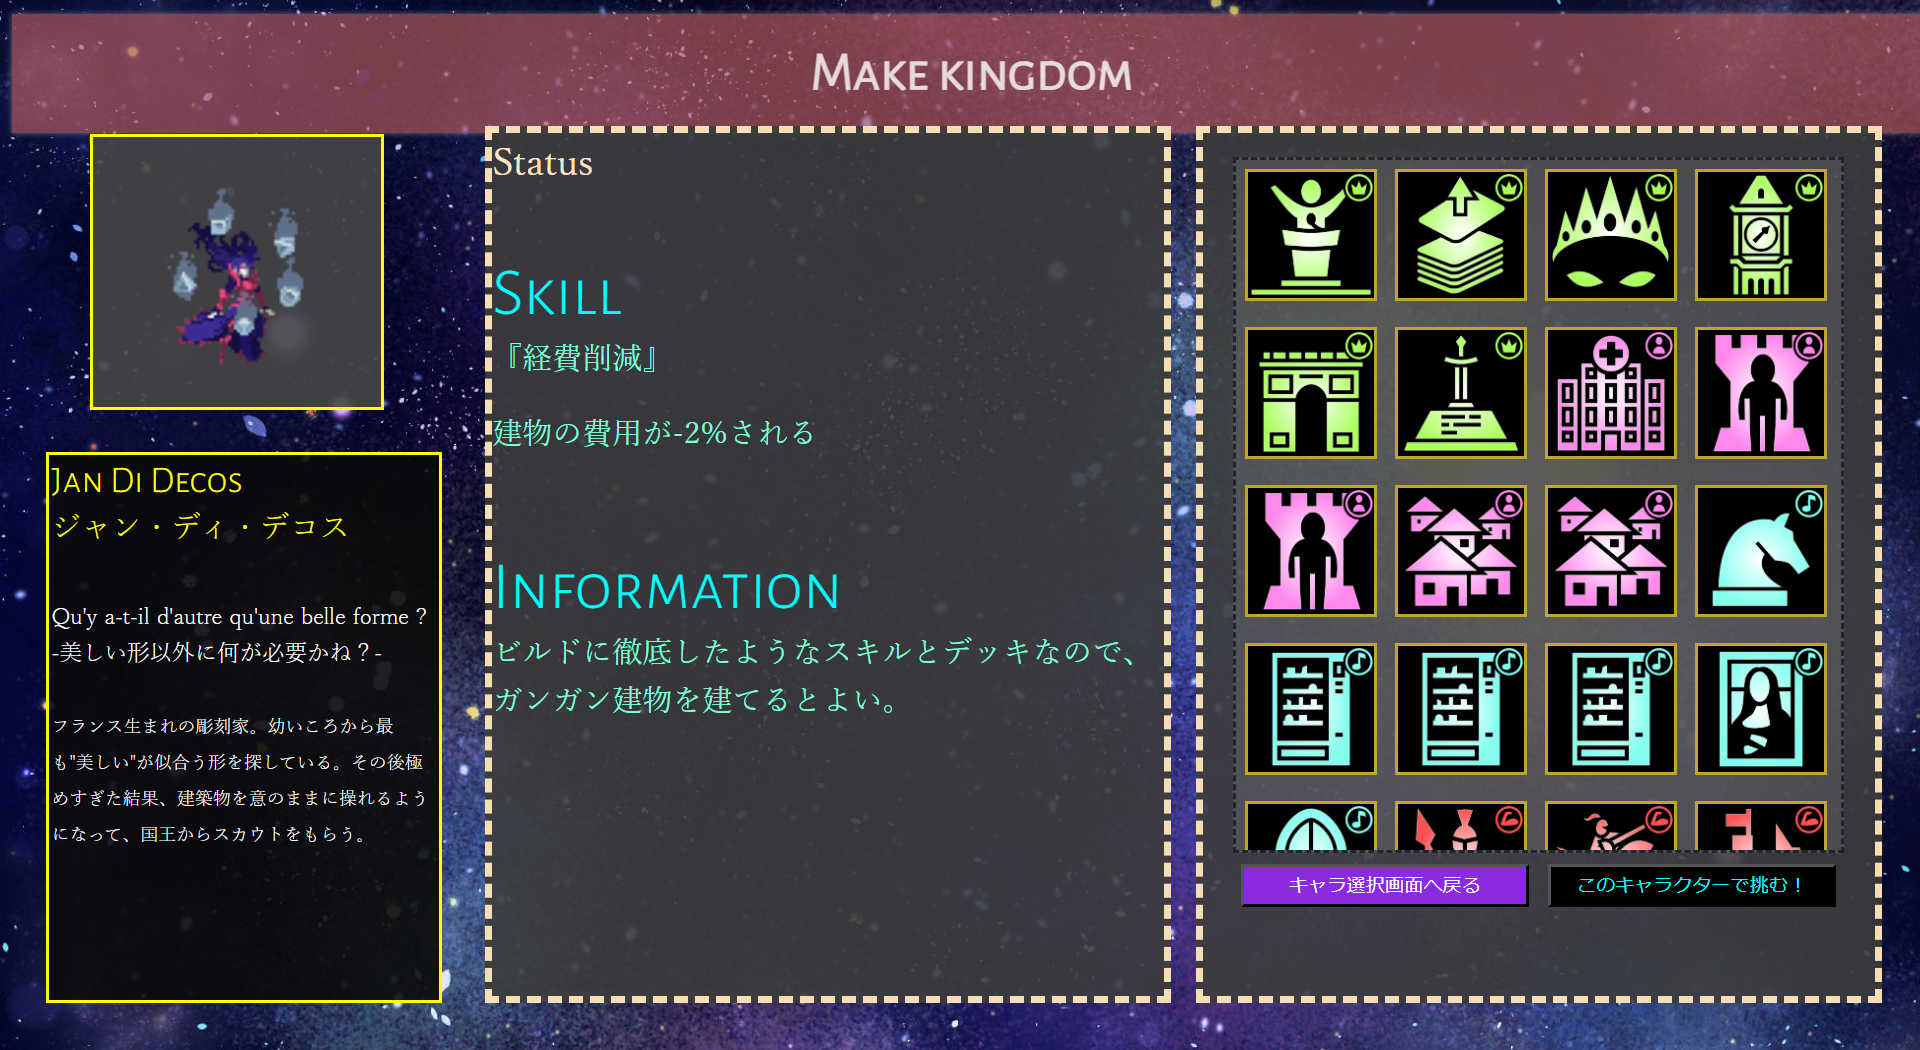 Make kingdom
Jan Di Decos
ジャン・ディ・デコス
Qu'y a-t-il d'autre qu'une belle forme ?
-美しい形以外に何が必要かね？-
フランス生まれの彫刻家。幼いころから最
も"美しい"が似合う形を探している。その後極
めすぎた結果、建築物を意のままに操れるよう
になって、国王からスカウトをもらう。
Status
Skill
『経費削減』
建物の費用が-2%される
Information
ビルドに徹底したようなスキルとデッキなので、
ガンガン建物を建てるとよい。
キャラ選択画面へ戻る
このキャラクターで挑む！